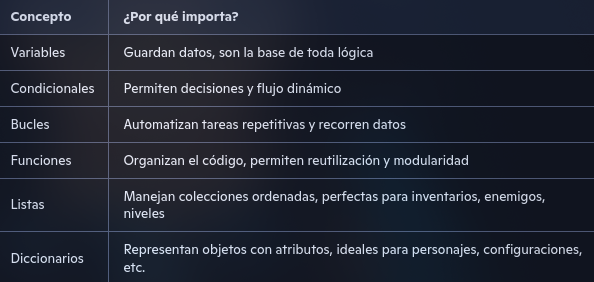 Concepto ¿Por qué importa?
Variables Guardan datos, son la base de toda lógica
Condicionales Permiten decisiones y flujo dinámico
Bucles Automatizan tareas repetitivas y recorren datos
Funciones Organizan el código, permiten reutilización y modularidad
Listas Manejan colecciones ordenadas, perfectas para inventarios, enemigos,
niveles
Diccionarios Representan objetos con atributos, ideales para personajes, configuraciones,
etc.